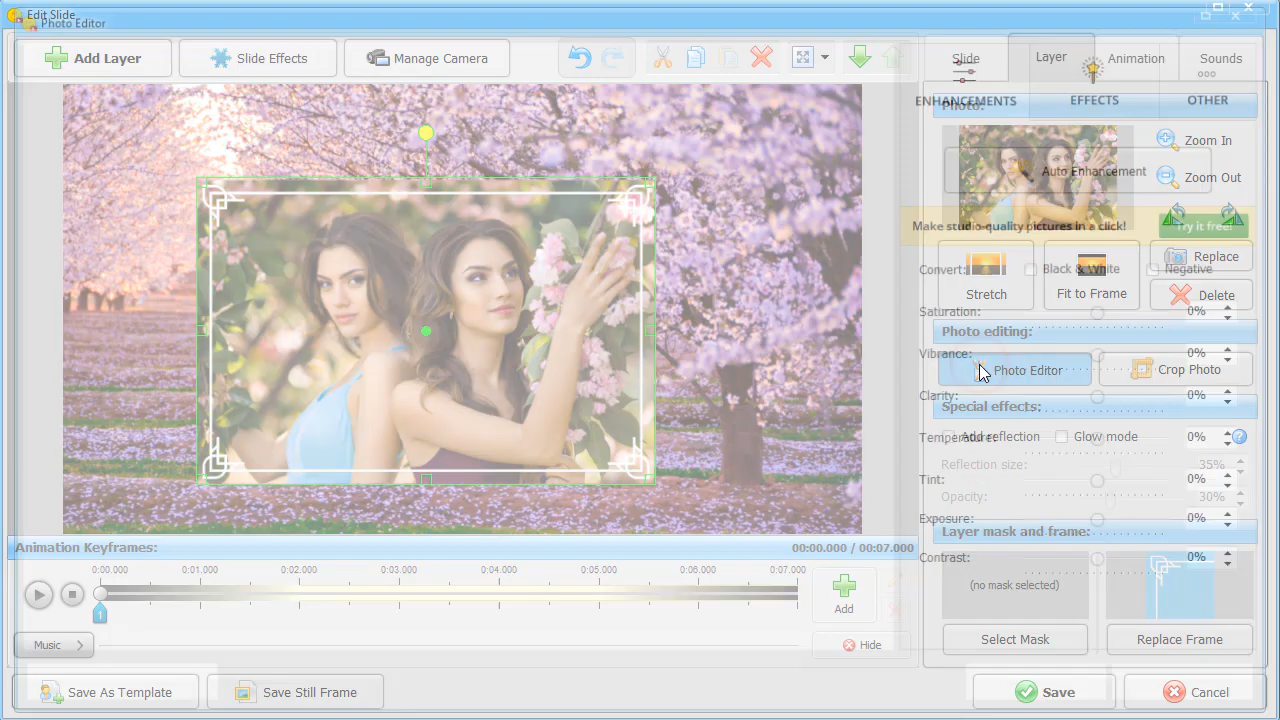 Edit Slide
Photo Editor
Add Layer
Slide Effects
Manage Camera
Slide
Layer
Animation
Sounds
ENHANCEMENTS
EFFECTS
OTHER
Photo:
Zoom In
Auto Enhancement
Zoom Out
Make studio-quality pictures in a click!
Try it free!
Replace
Convert:
Black & White
Negative
Stretch
Fit to Frame
Delete
Saturation:
0%
Photo editing:
Vibrance:
0%
Photo Editor
Crop Photo
Clarity:
0%
Special effects:
Temperature:
0%
Add reflection
Glow mode
Reflection size:
35%
Tint:
0%
Opacity:
30%
Exposure:
0%
Layer mask and frame:
Contrast:
0%
(no mask selected)
Select Mask
Replace Frame
Animation Keyframes:
00:00.000 / 00:07.000
0:00.000
0:01.000
0:02.000
0:03.000
0:04.000
0:05.000
0:06.000
0:07.000
1
Add
Music
Hide
Save As Template
Save Still Frame
Save
Cancel